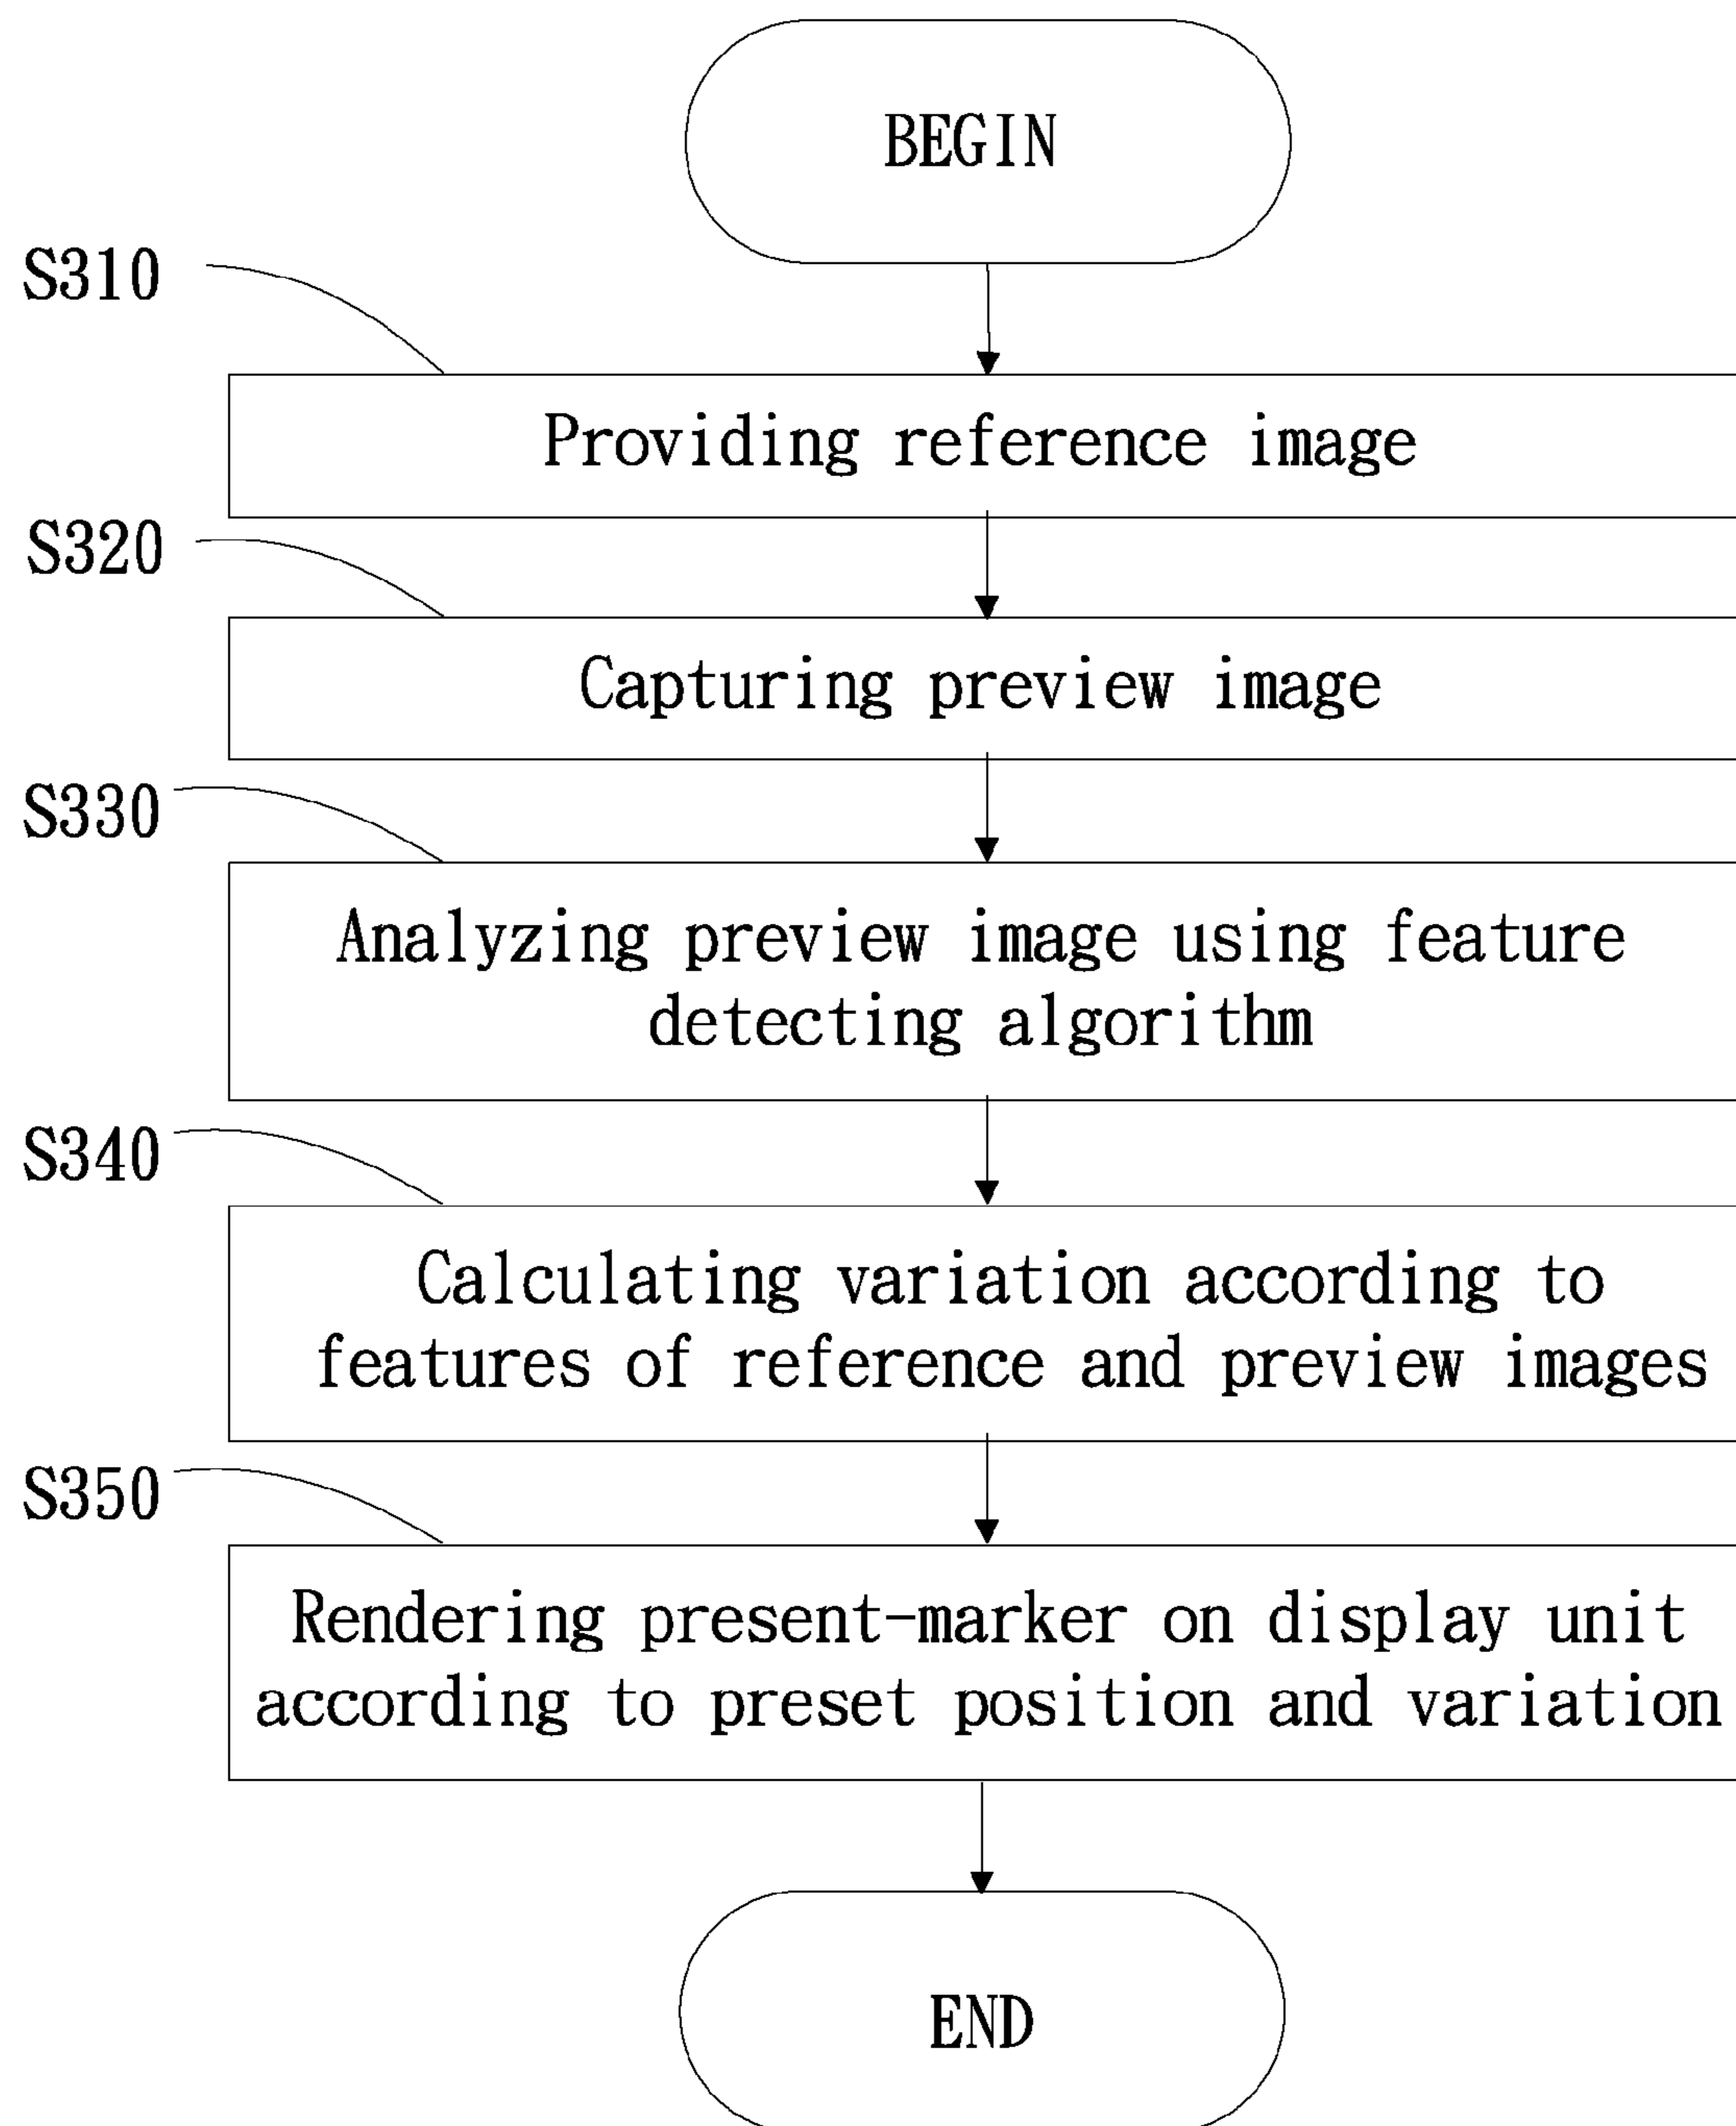 BEGIN
S310
Providing reference image
S320
Capturing preview image
S330
Analyzing preview image using feature
detecting algorithm
S340
Calculating variation according to
features of reference and preview images
S350
Rendering present-marker on display unit
according to preset position and variation
END